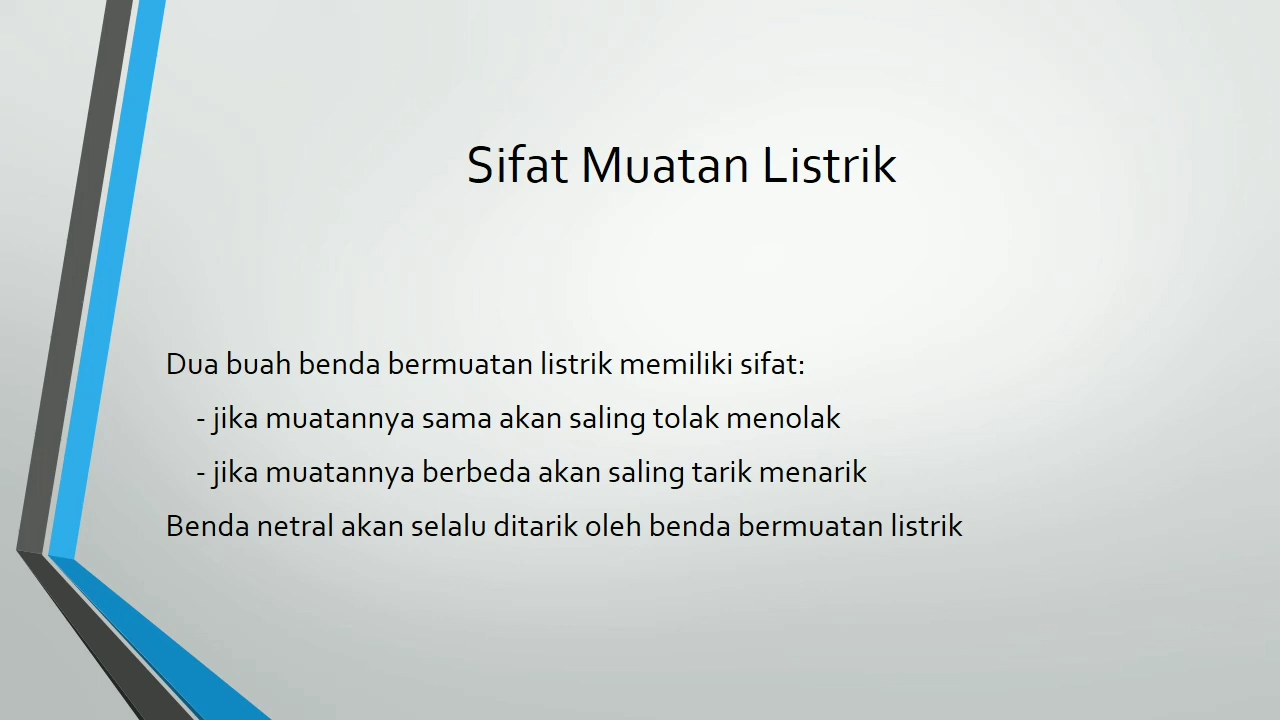 Sifat Muatan Listrik
Dua buah benda bermuatan listrik memiliki sifat:
- jika muatannya sama akan saling tolak menolak
- jika muatannya berbeda akan saling tarik menarik
Benda netral akan selalu ditarik oleh benda bermuatan listrik